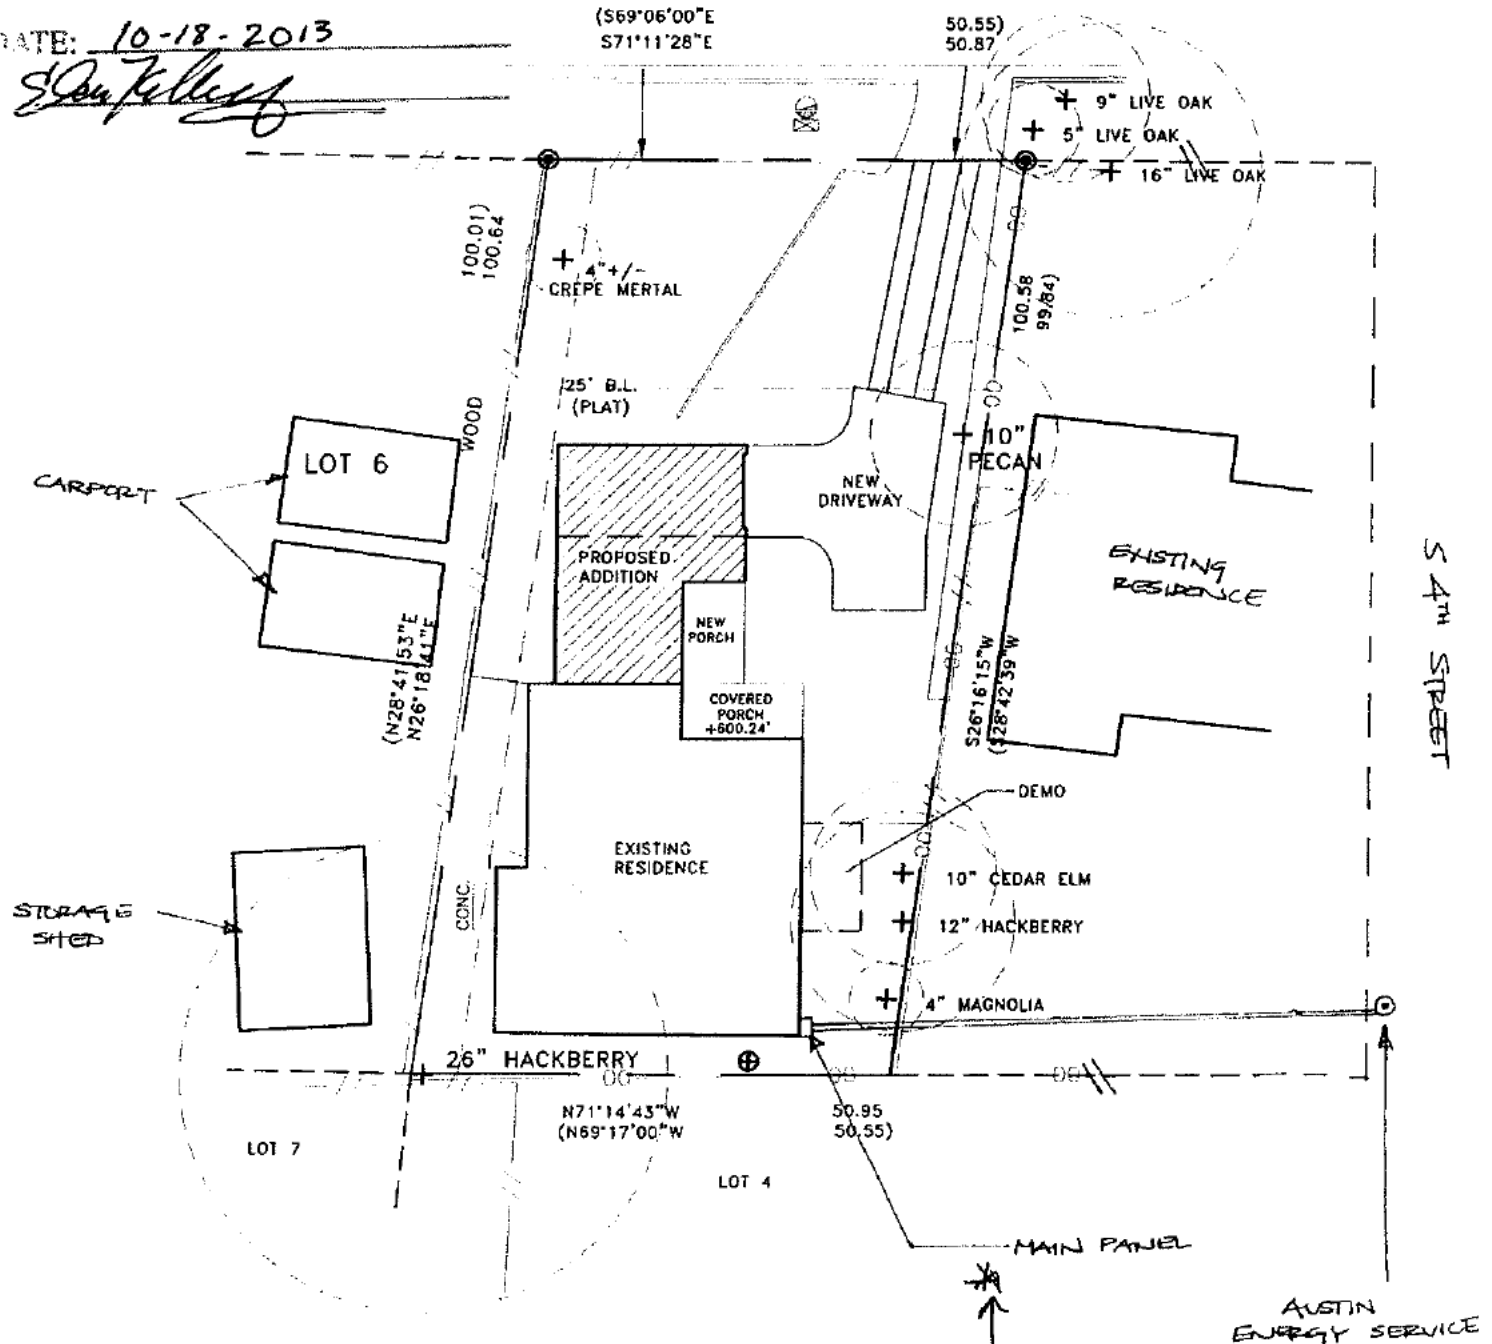 DATE: 10-18-2013
(S69°06'00"E
S71°11'28"E
50.55)
50.87
9" LIVE OAK
5" LIVE OAK
16" LIVE OAK
100.01)
100.64
4"+/-
CREPE MERTAL
100.58
99.84)
25' B.L.
(PLAT)
WOOD
LOT 6
CARPORT
10"
PECAN
NEW
DRIVEWAY
PROPOSED
ADDITION
EXISTING
RESIDENCE
S 4TH STREET
NEW
PORCH
(N28°41'53"E
N26°18'41"E
COVERED
PORCH
+600.24'
S26°16'15"W
(S28°42'39"W
DEMO
EXISTING
RESIDENCE
10" CEDAR ELM
CONC.
12" HACKBERRY
STORAGE
SHED
4" MAGNOLIA
26" HACKBERRY
N71°14'43"W
(N69°17'00"W
50.95
50.55)
LOT 7
LOT 4
MAIN PANEL
AUSTIN
ENERGY SERVICE